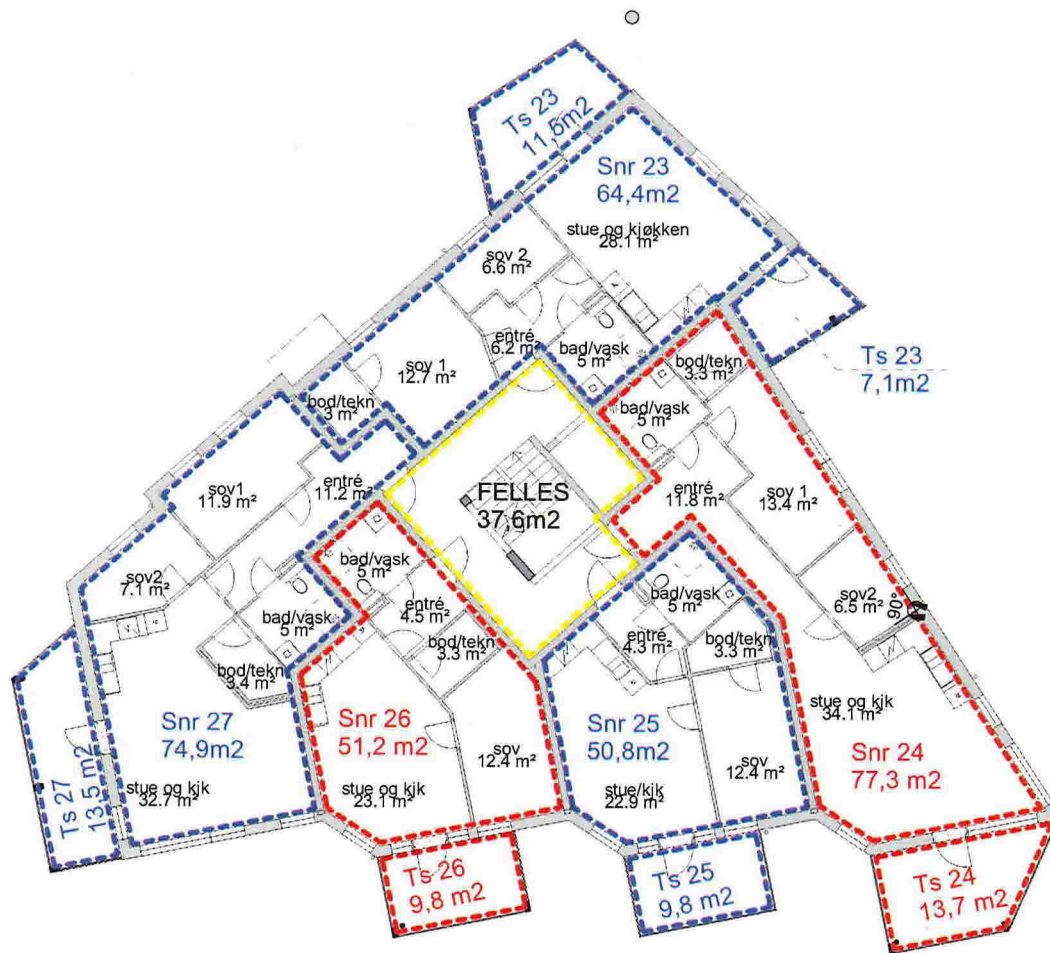 Ts 23
11,5m2
Snr 23
64,4m2
stue og kjøkken
28.1 m²
sov 2
6.6 m²
entré
6.2 m²
bad/vask
5 m²
sov 1
12.7 m²
bod/tekn
3 m²
Ts 23
7,1m2
bod/tekn
3.3 m²
bad/vask
5 m²
entré
11.8 m²
sov 1
13.4 m²
sov2
6.5 m²
90°
stue og kjk
34.1 m²
Snr 24
77,3 m2
Ts 24
13,7 m2
FELLES
37,6m2
sov1
11.9 m²
entré
11.2 m²
sov2
7.1 m²
bad/vask
5 m²
bod/tekn
3.4 m²
Snr 27
74,9m2
stue og kjk
32.7 m²
Ts 27
13,5 m2
bad/vask
5 m²
entré
4.5 m²
bod/tekn
3.3 m²
Snr 26
51,2 m2
stue og kjk
23.1 m²
sov
12.4 m²
Ts 26
9,8 m2
bad/vask
5 m²
entré
4.3 m²
bod/tekn
3.3 m²
Snr 25
50,8m2
stue/kjk
22.9 m²
sov
12.4 m²
Ts 25
9,8 m2